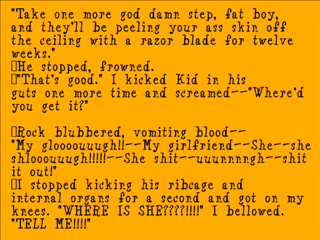 "Take one more god damn step, fat boy,
and they'll be peeling your ass skin off
the ceiling with a razor blade for twelve
weeks."
▯He stopped, frowned.
▯"That's good." I kicked Kid in his
guts one more time and screamed--"Where'd
you get it?"
▯Rock blubbered, vomiting blood--
"My gloooouuugh!!--My girlfriend--She--she
shlooouuugh!!!!!--She shit--uuunnnngh--shit
it out!"
▯I stopped kicking his ribcage and
internal organs for a second and got on my
knees. "WHERE IS SHE????!!!!" I bellowed.
"TELL ME!!!!"